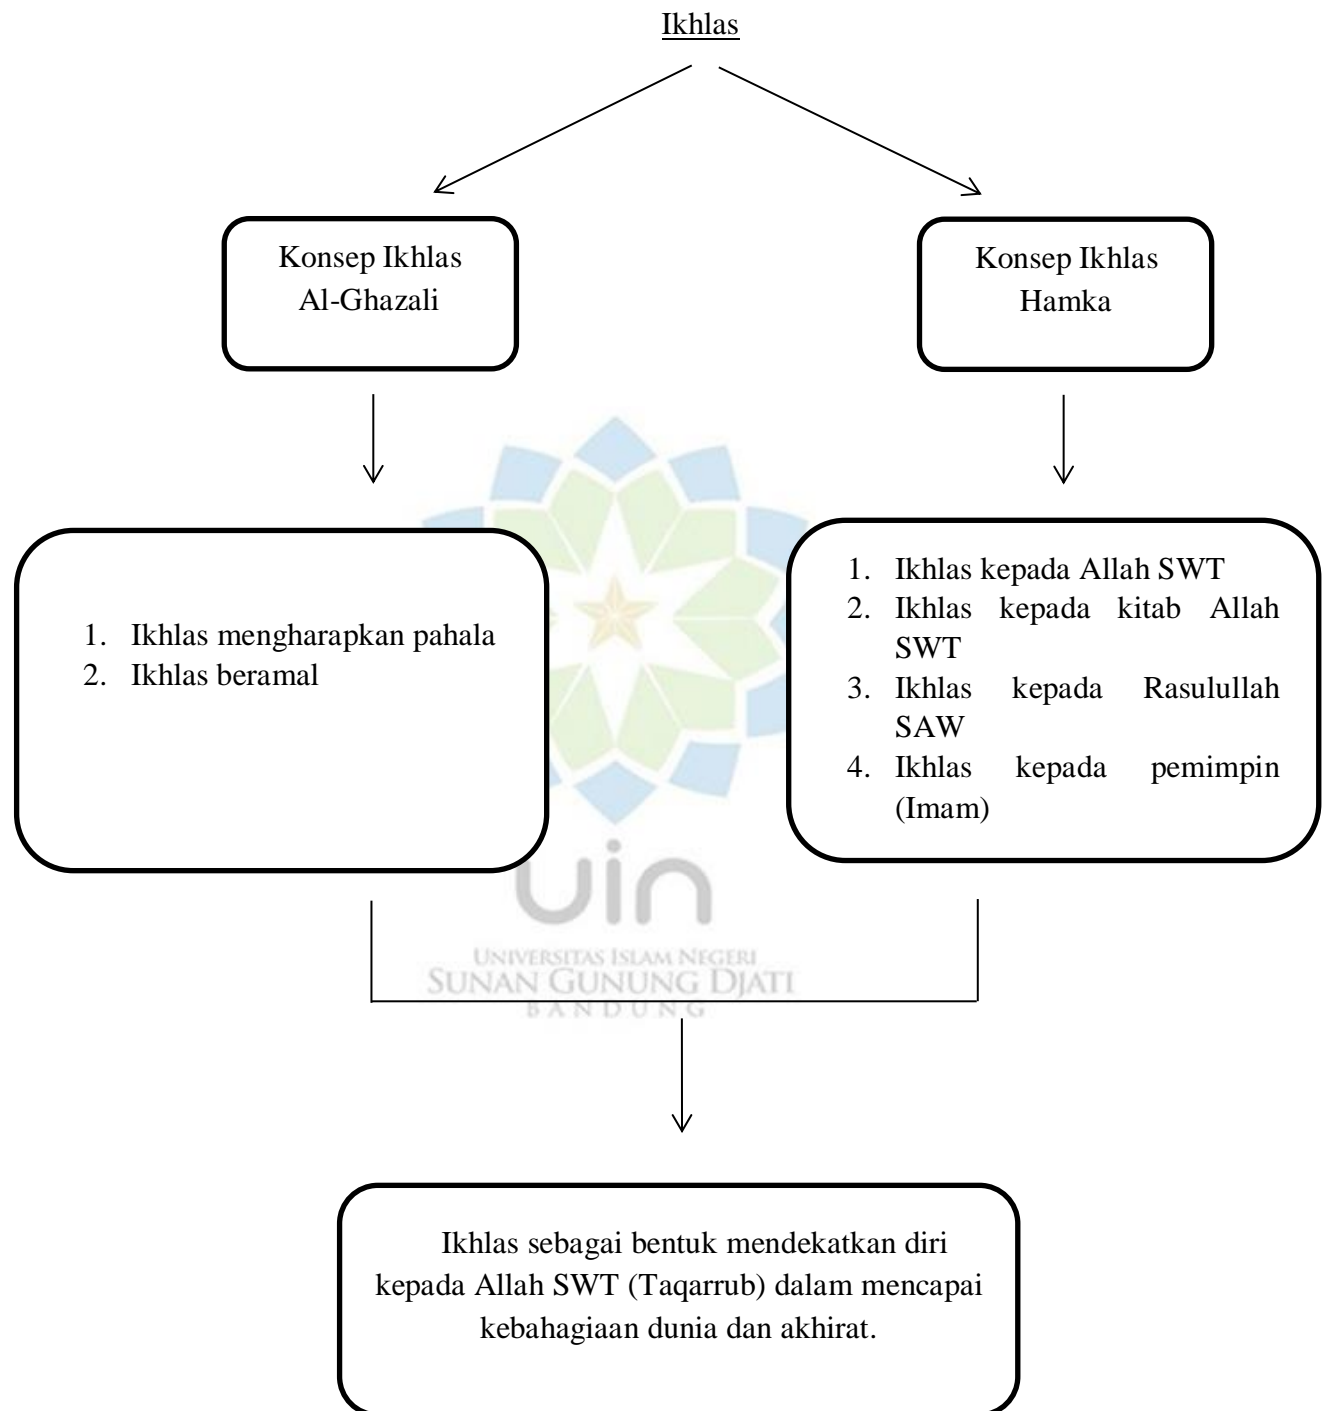 Ikhlas
Konsep Ikhlas
Al-Ghazali
Konsep Ikhlas
Hamka
1. Ikhlas mengharapkan pahala
2. Ikhlas beramal
1. Ikhlas kepada Allah SWT
2. Ikhlas kepada kitab Allah
SWT
3. Ikhlas kepada Rasulullah
SAW
4. Ikhlas kepada pemimpin
(Imam)
uin
UNIVERSITAS ISLAM NEGERI
SUNAN GUNUNG DJATI
BANDUNG
Ikhlas sebagai bentuk mendekatkan diri
kepada Allah SWT (Taqarrub) dalam mencapai
kebahagiaan dunia dan akhirat.